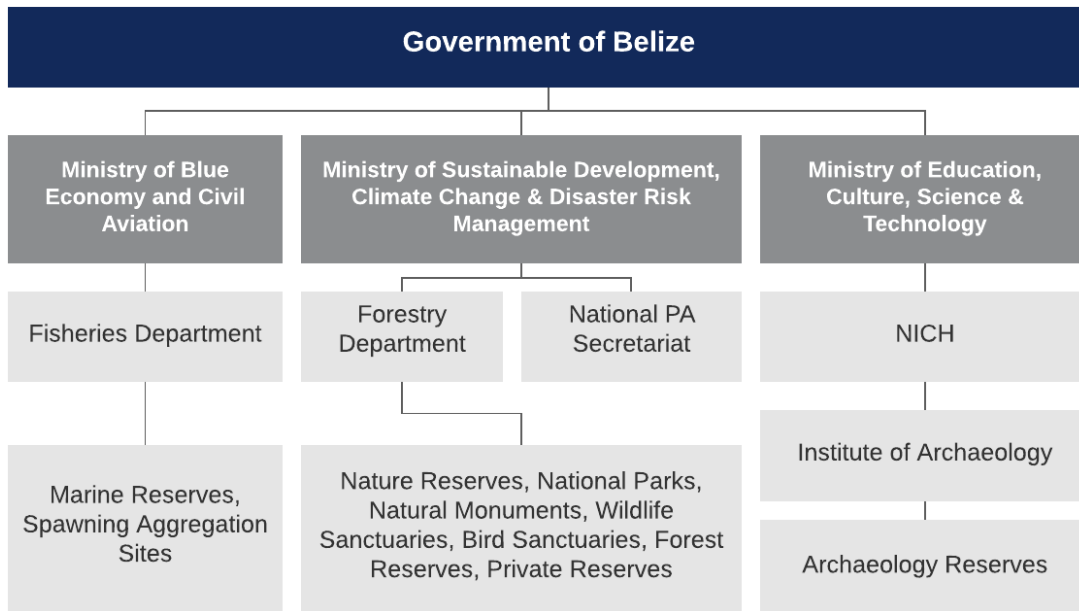 Government of Belize
Ministry of Blue
Economy and Civil
Aviation
Ministry of Sustainable Development,
Climate Change & Disaster Risk
Management
Ministry of Education,
Culture, Science &
Technology
Fisheries Department
Forestry
Department
National PA
Secretariat
NICH
Institute of Archaeology
Marine Reserves,
Spawning Aggregation
Sites
Nature Reserves, National Parks,
Natural Monuments, Wildlife
Sanctuaries, Bird Sanctuaries, Forest
Reserves, Private Reserves
Archaeology Reserves